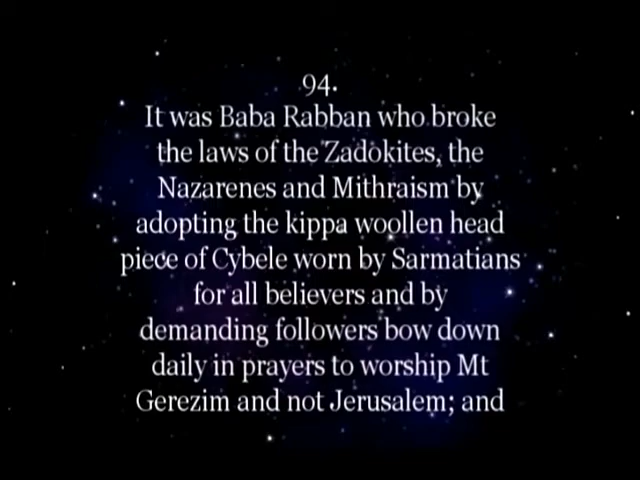 94.
It was Baba Rabban who broke
the laws of the Zadokites, the
Nazarenes and Mithraism by
adopting the kippa woollen head
piece of Cybele worn by Sarmatians
for all believers and by
demanding followers bow down
daily in prayers to worship Mt
Gerezim and not Jerusalem; and